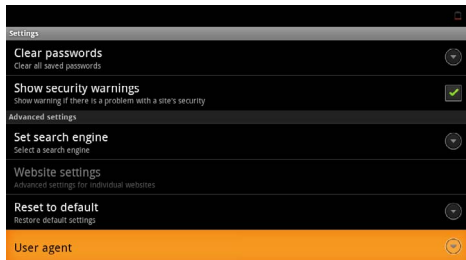 Settings
Clear passwords
Clear all saved passwords
Show security warnings
Show warning if there is a problem with a site's security
Advanced settings
Set search engine
Select a search engine
Website settings
Advanced settings for individual websites
Reset to default
Restore default settings
User agent